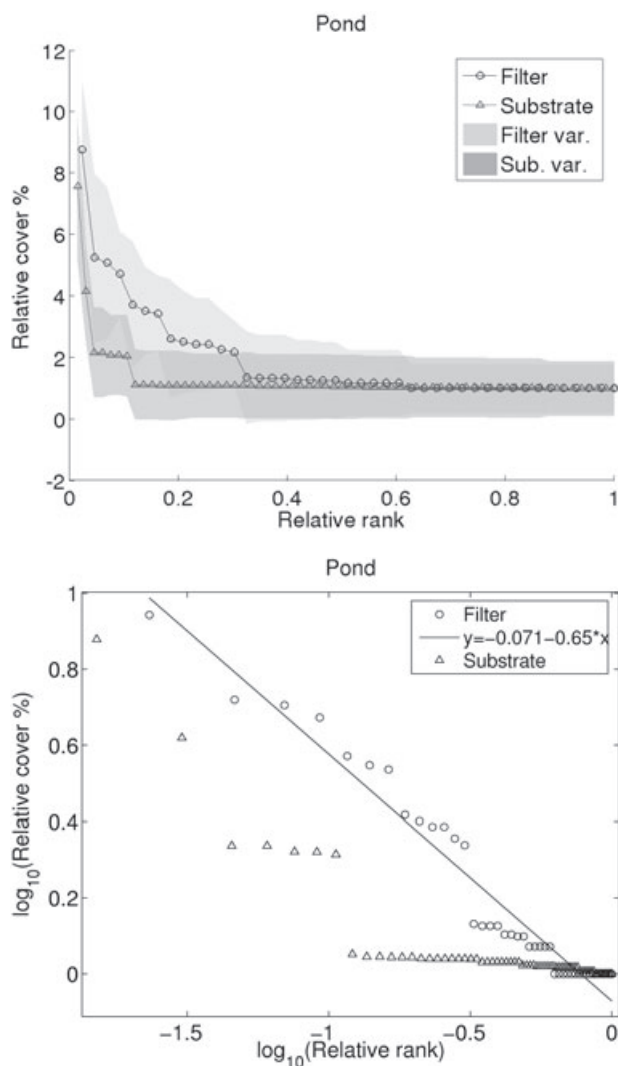 Pond
12
10
8
6
4
2
0
-2
Relative cover %
Filter
Substrate
Filter var.
Sub. var.
0 0.2 0.4 0.6 0.8 1
Relative rank
Pond
1
0.8
0.6
0.4
0.2
0
log10(Relative cover %)
Filter
y=−0.071−0.65*x
Substrate
−1.5 −1 −0.5 0
log10(Relative rank)